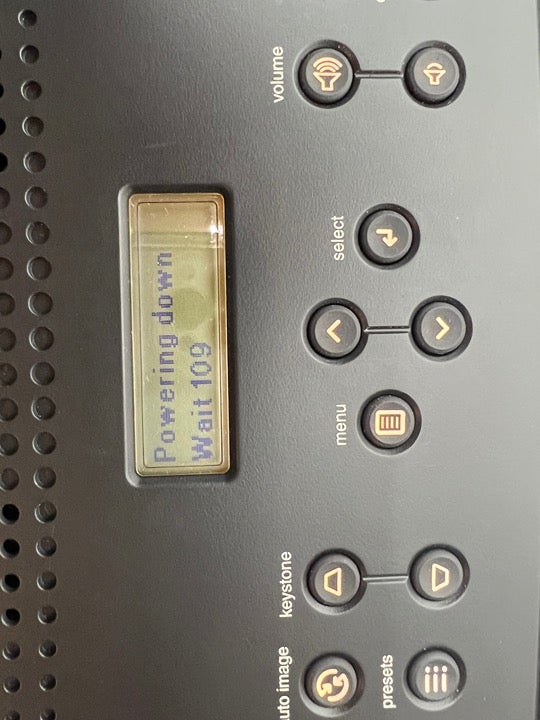 Powering down
Wait 109
volume
select
menu
keystone
auto image
presets